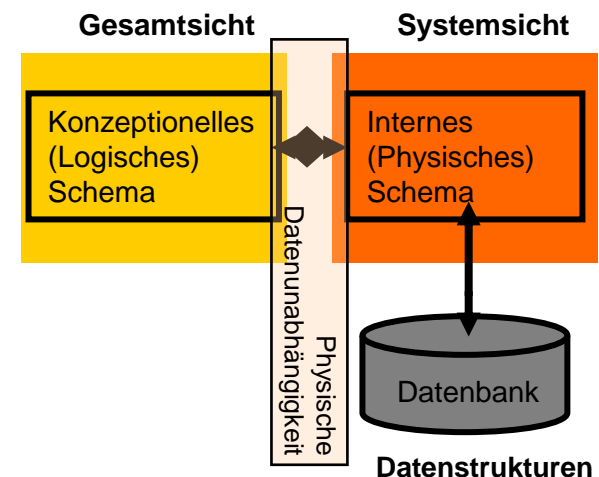 Gesamtsicht
Systemsicht
Konzeptionelles
(Logisches)
Schema
Internes
(Physisches)
Schema
Physische
Datenunabhängigkeit
Datenbank
Datenstrukturen